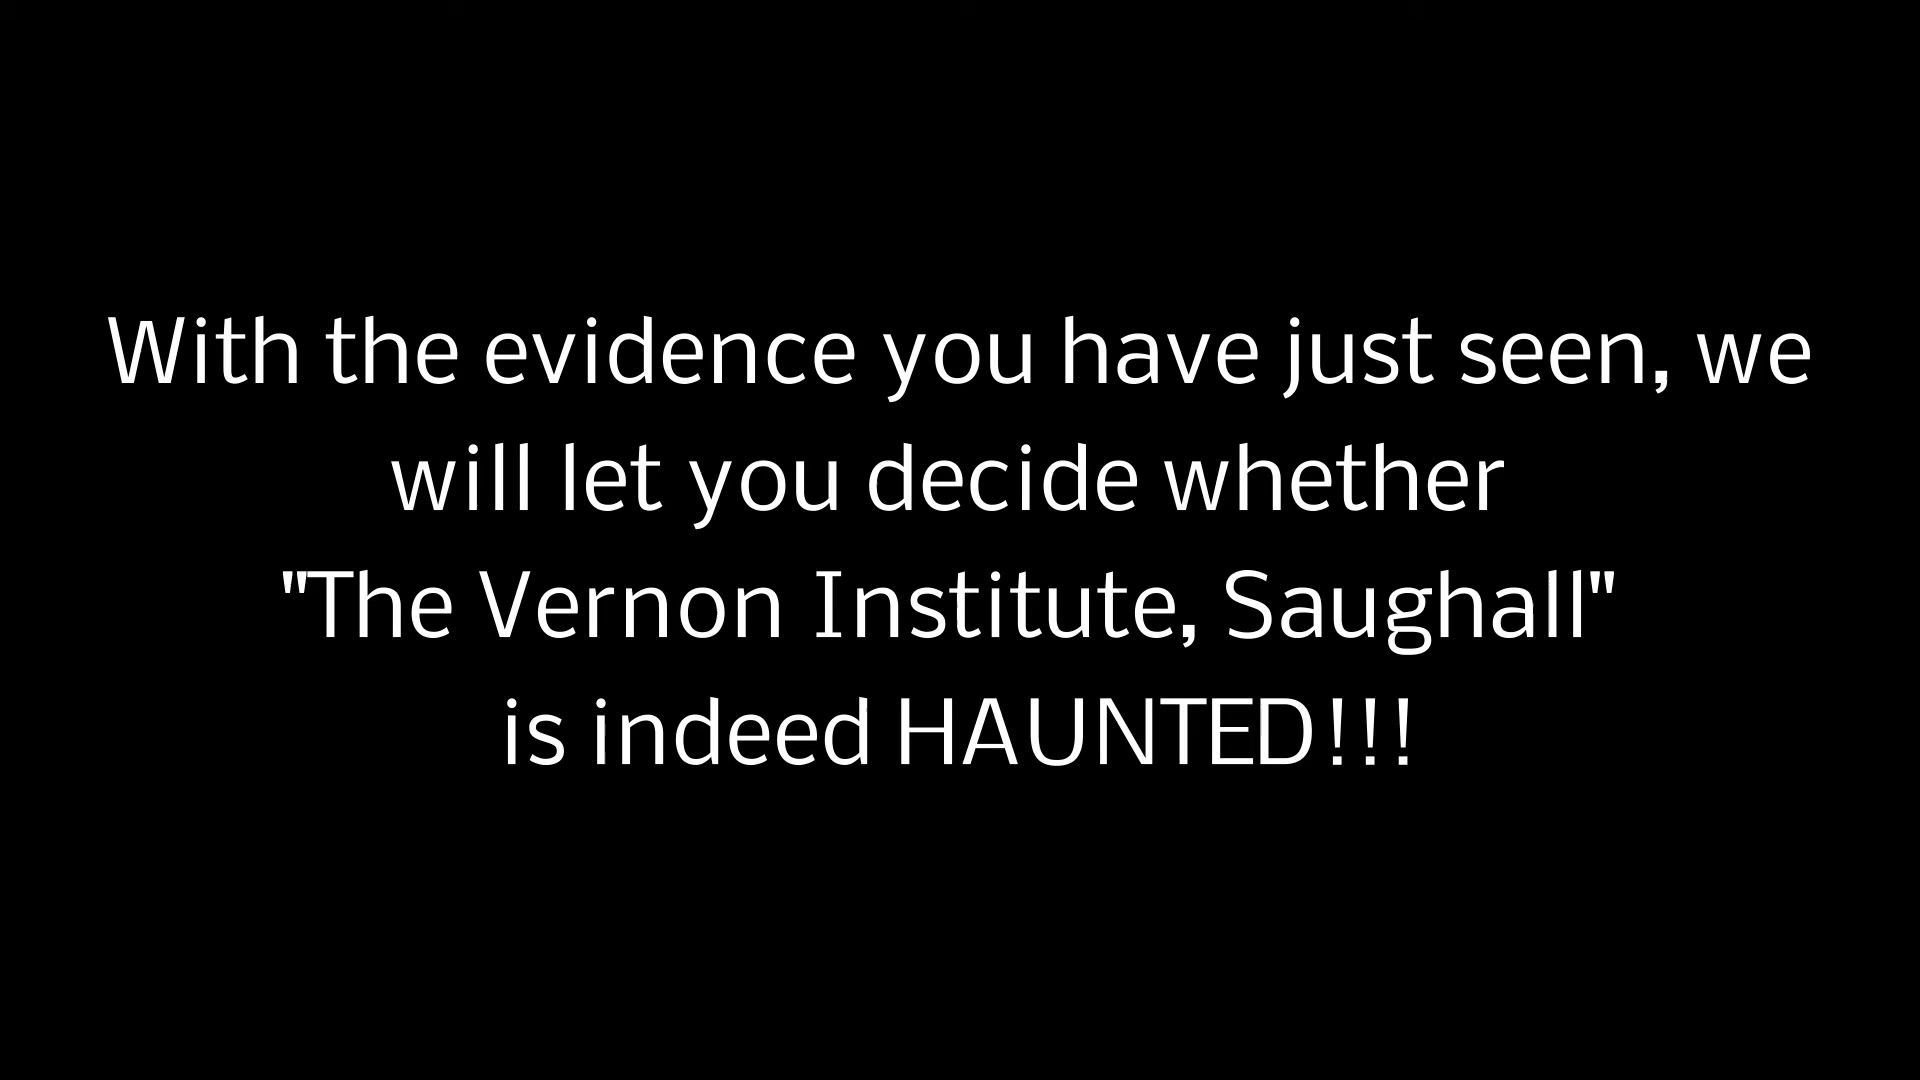 With the evidence you have just seen, we
will let you decide whether
"The Vernon Institute, Saughall"
is indeed HAUNTED!!!